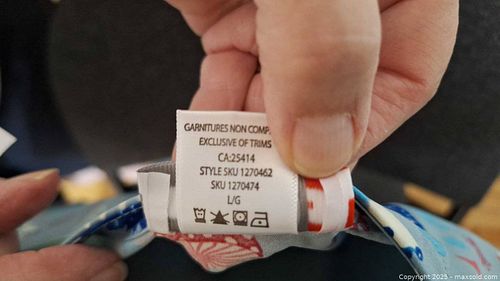 GARNITURES NON COMP
EXCLUSIVE OF TRIMS
CA:25414
STYLE SKU 1270462
SKU 1270474
L/G
Copyright 2025 - maxsold.com